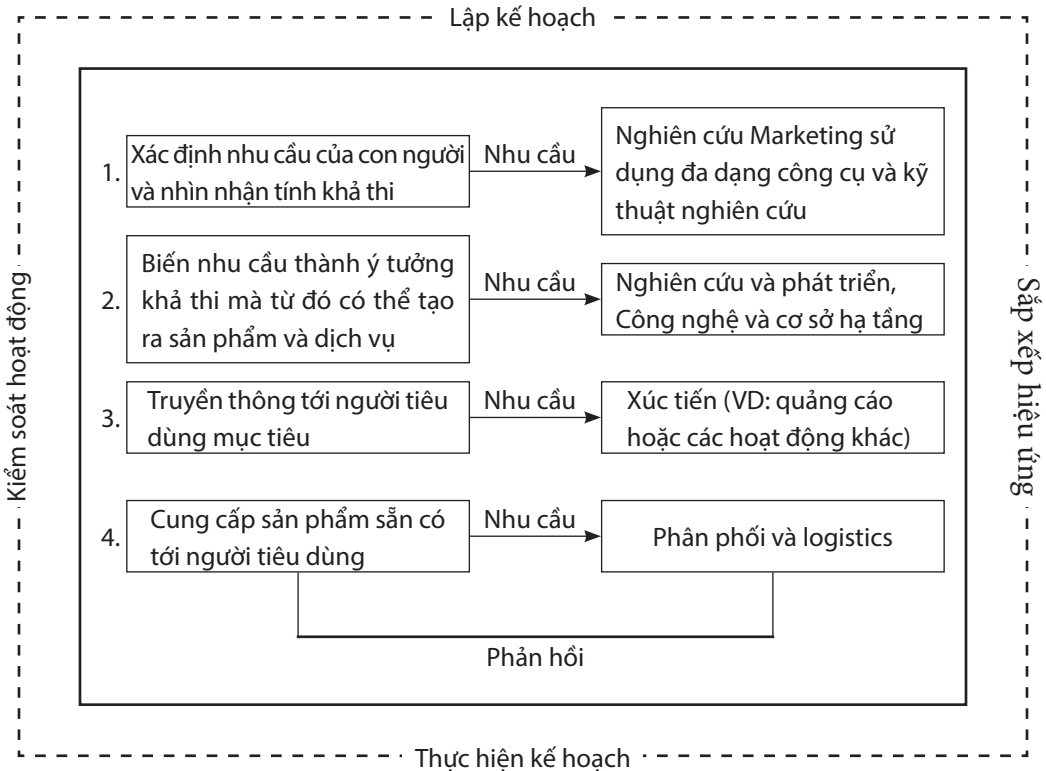 Lập kế hoạch
1.
Xác định nhu cầu của con người
và nhìn nhận tính khả thi
Nhu cầu
Nghiên cứu Marketing sử
dụng đa dạng công cụ và kỹ
thuật nghiên cứu
2.
Biến nhu cầu thành ý tưởng
khả thi mà từ đó có thể tạo
ra sản phẩm và dịch vụ
Nhu cầu
Nghiên cứu và phát triển,
Công nghệ và cơ sở hạ tầng
3.
Truyền thông tới người tiêu
dùng mục tiêu
Nhu cầu
Xúc tiến (VD: quảng cáo
hoặc các hoạt động khác)
4.
Cung cấp sản phẩm sẵn có
tới người tiêu dùng
Nhu cầu
Phân phối và logistics
Phản hồi
Kiểm soát hoạt động
Sắp xếp hiệu ứng
Thực hiện kế hoạch